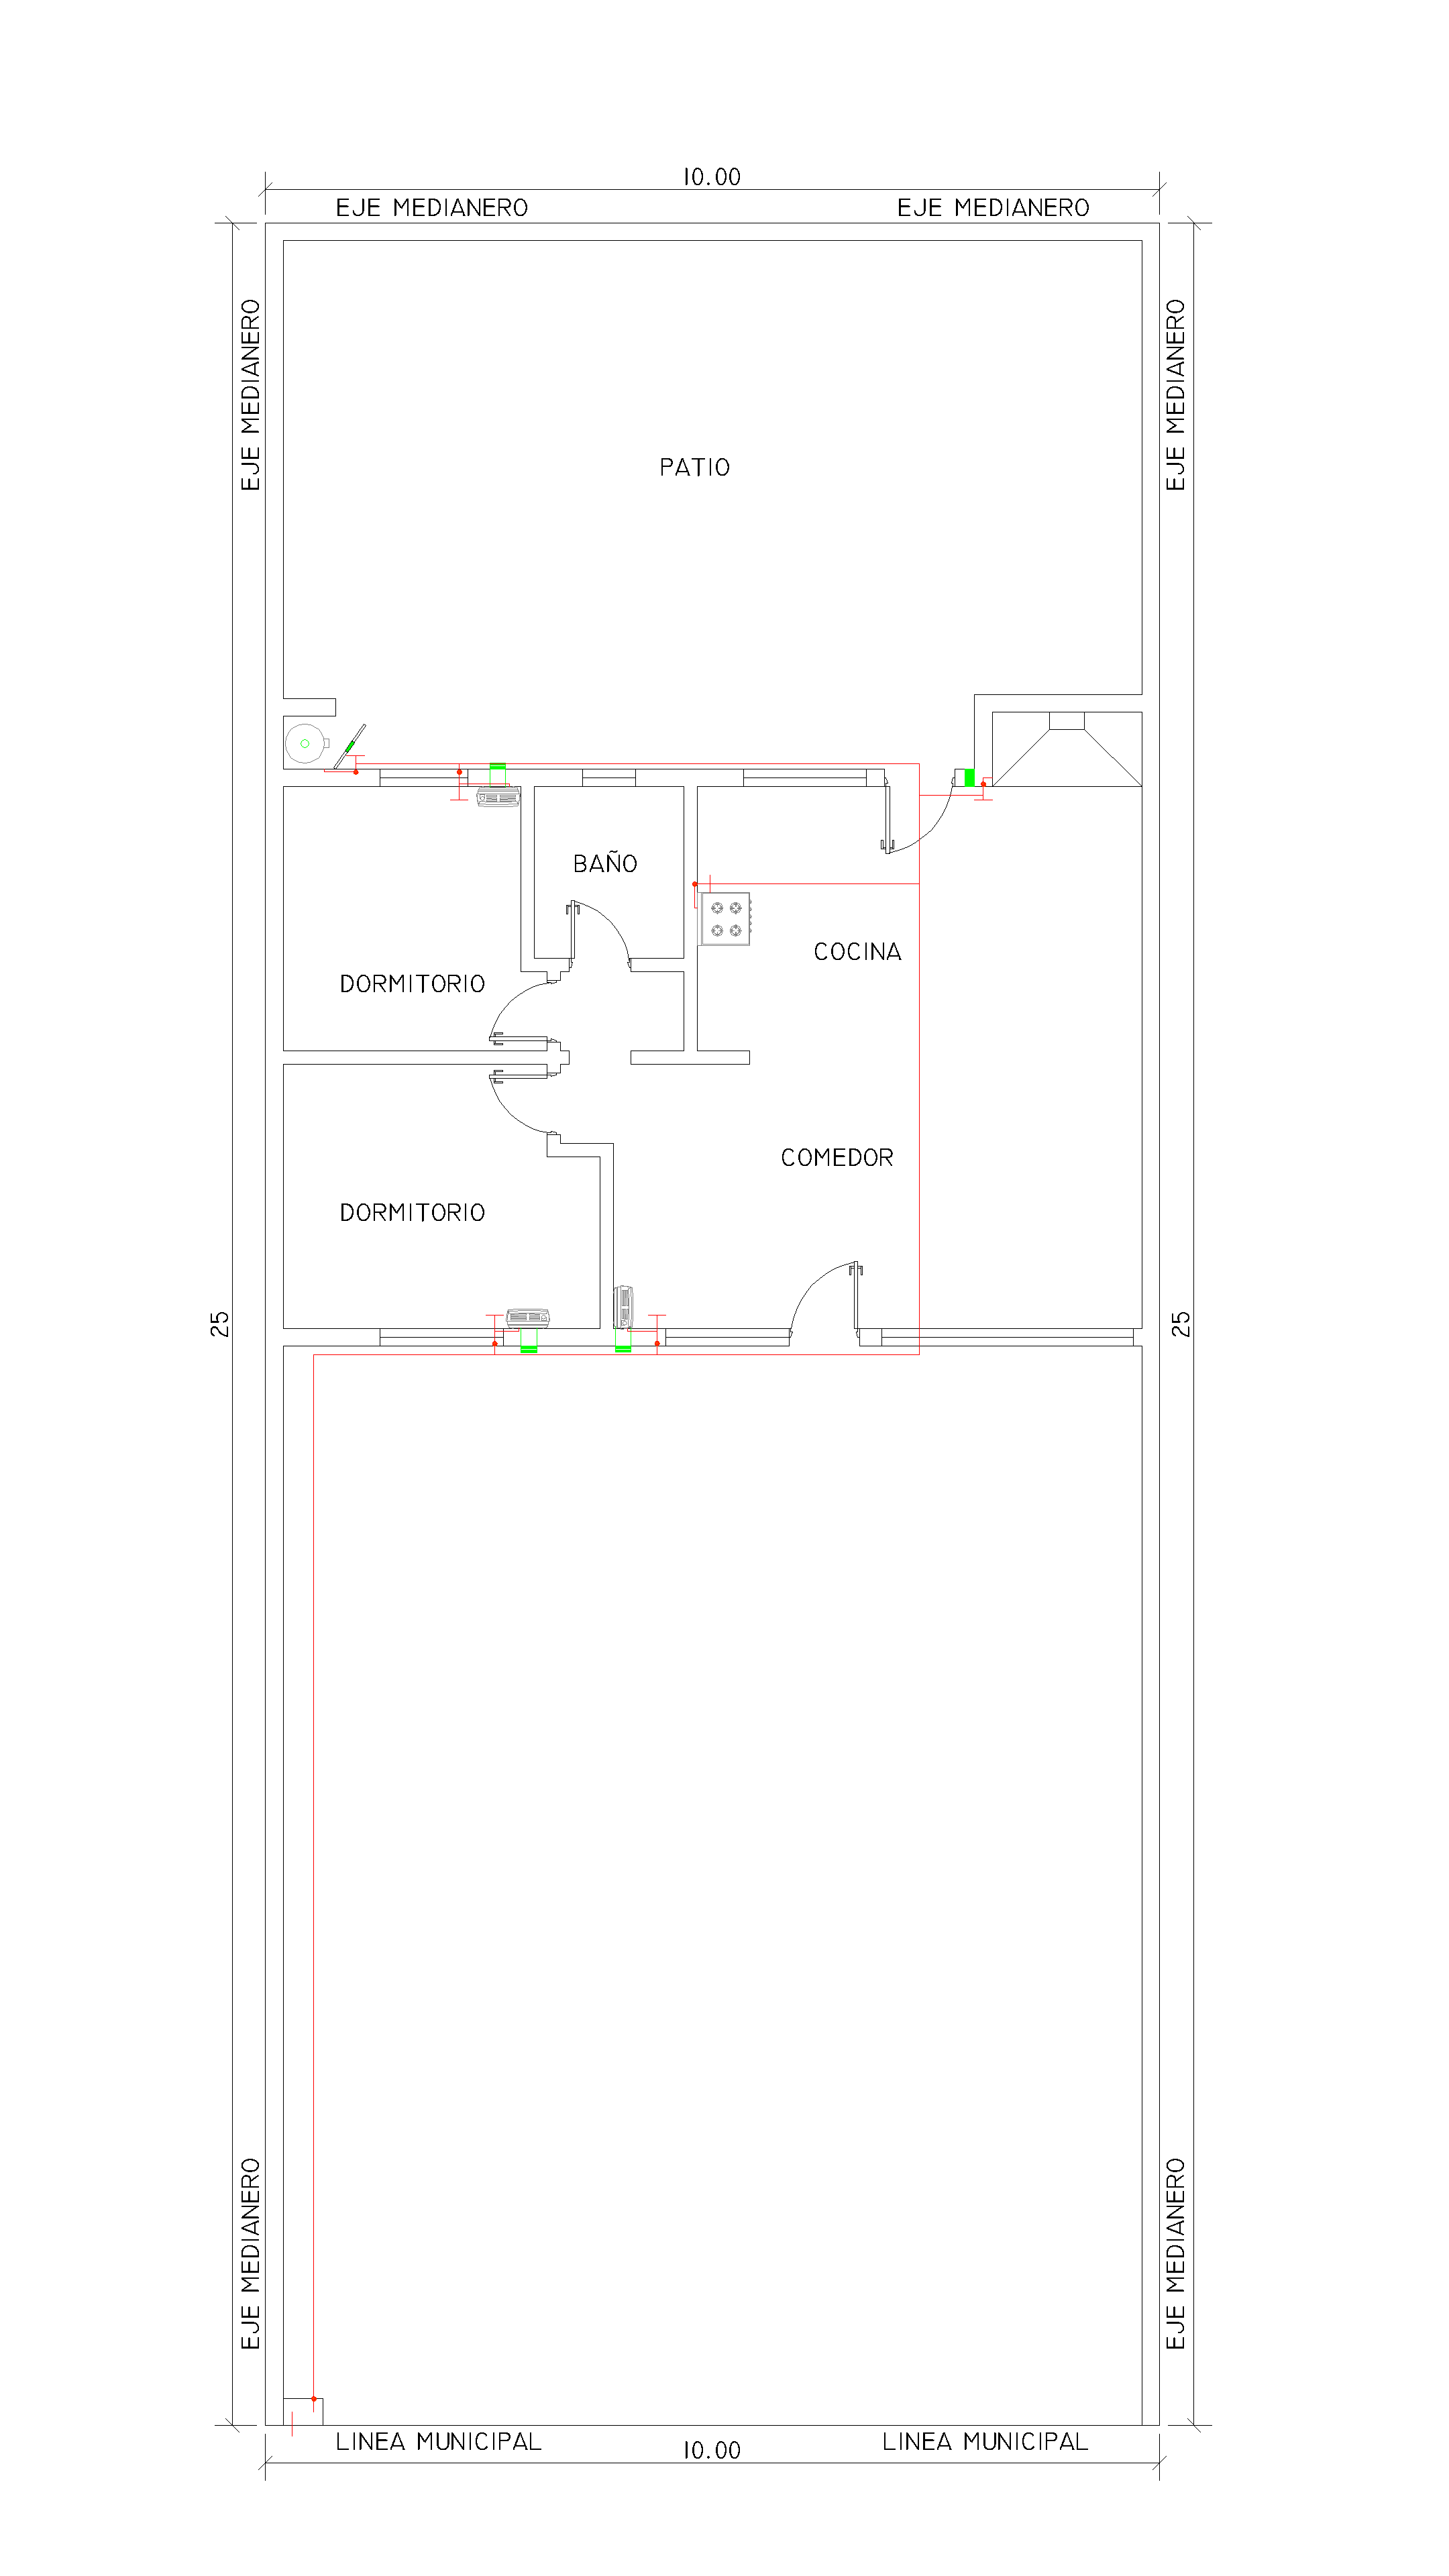 10.00
EJE MEDIANERO EJE MEDIANERO
EJE MEDIANERO
EJE MEDIANERO
PATIO
BAÑO
COCINA
DORMITORIO
COMEDOR
DORMITORIO
25
25
EJE MEDIANERO
EJE MEDIANERO
LINEA MUNICIPAL LINEA MUNICIPAL
10.00